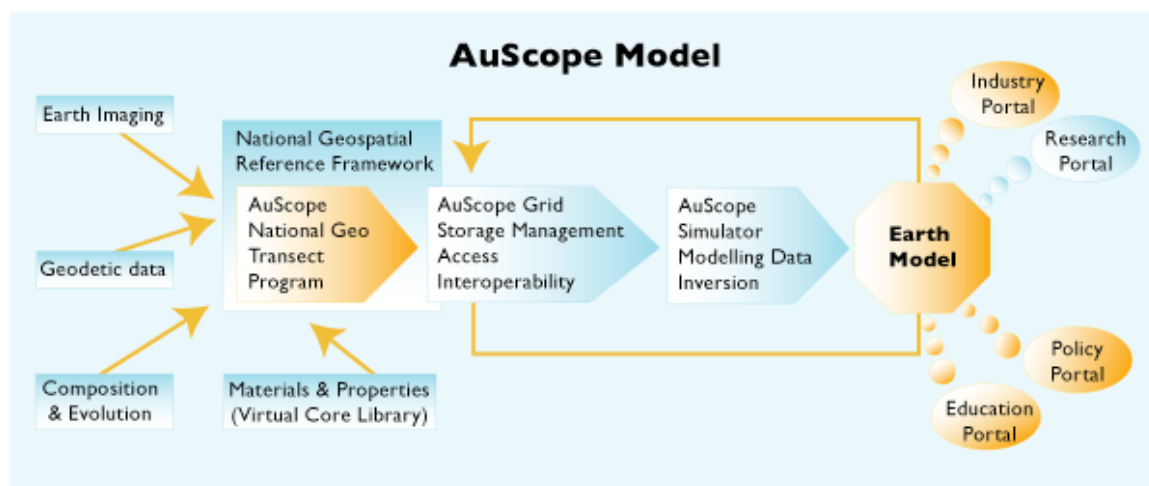 AuScope Model
Earth Imaging
Geodetic data
Composition
& Evolution
National Geospatial
Reference Framework
AuScope
National Geo
Transect
Program
Materials & Properties
(Virtual Core Library)
AuScope Grid
Storage Management
Access
Interoperability
AuScope
Simulator
Modelling Data
Inversion
Earth
Model
Industry
Portal
Research
Portal
Policy
Portal
Education
Portal